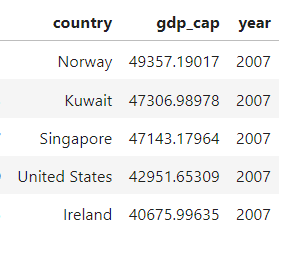 country gdp_cap year
Norway 49357.19017 2007
Kuwait 47306.98978 2007
Singapore 47143.17964 2007
United States 42951.65309 2007
Ireland 40675.99635 2007